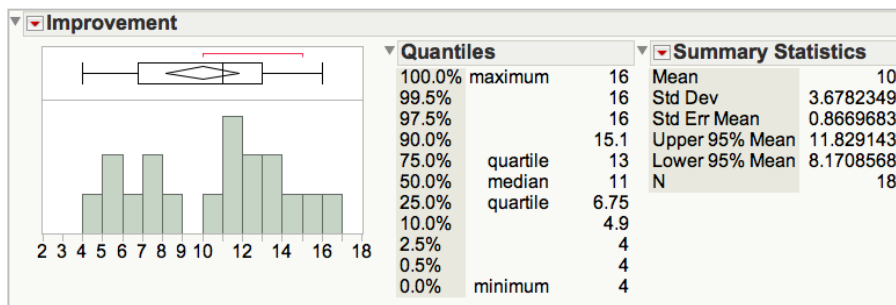 Improvement
2 3 4 5 6 7 8 9 10 12 14 16 18
Quantiles
100.0% maximum 16
99.5% 16
97.5% 16
90.0% 15.1
75.0% quartile 13
50.0% median 11
25.0% quartile 6.75
10.0% 4.9
2.5% 4
0.5% 4
0.0% minimum 4
Summary Statistics
Mean 10
Std Dev 3.6782349
Std Err Mean 0.8669683
Upper 95% Mean 11.829143
Lower 95% Mean 8.1708568
N 18